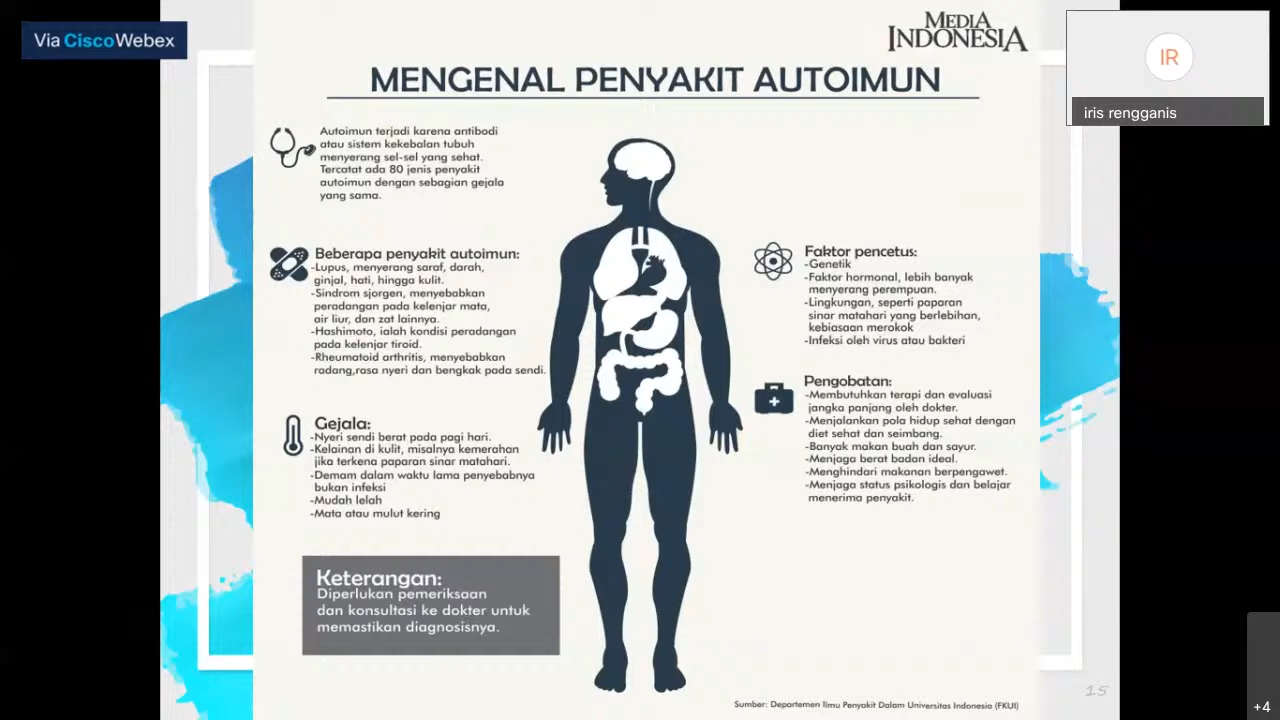 Via CiscoWebex
MEDIA
INDONESIA
IR
iris rengganis
MENGENAL PENYAKIT AUTOIMUN
Autoimun terjadi karena antibodi
atau sistem kekebalan tubuh
menyerang sel-sel yang sehat.
Tercatat ada 80 jenis penyakit
autoimun dengan sebagian gejala
yang sama.
Beberapa penyakit autoimun:
-Lupus, menyerang saraf, darah,
ginjal, hati, hingga kulit.
-Sindrom sjorgen, menyebabkan
peradangan pada kelenjar mata,
air liur, dan zat lainnya.
-Hashimoto, ialah kondisi peradangan
pada kelenjar tiroid.
-Rheumatoid arthritis, menyebabkan
radang,rasa nyeri dan bengkak pada sendi.
Gejala:
-Nyeri sendi berat pada pagi hari.
-Kelainan di kulit, misalnya kemerahan
jika terkena paparan sinar matahari.
-Demam dalam waktu lama penyebabnya
bukan infeksi
-Mudah lelah
-Mata atau mulut kering
Keterangan:
Diperlukan pemeriksaan
dan konsultasi ke dokter untuk
memastikan diagnosisnya.
Faktor pencetus:
-Genetik
-Faktor hormonal, lebih banyak
menyerang perempuan.
-Lingkungan, seperti paparan
sinar matahari yang berlebihan,
kebiasaan merokok
-Infeksi oleh virus atau bakteri
Pengobatan:
-Membutuhkan terapi dan evaluasi
jangka panjang oleh dokter.
-Menjalankan pola hidup sehat dengan
diet sehat dan seimbang.
-Banyak makan buah dan sayur.
-Menjaga berat badan ideal.
-Menghindari makanan berpengawet.
-Menjaga status psikologis dan belajar
menerima penyakit.
Sumber: Departemen Ilmu Penyakit Dalam Universitas Indonesia (FKUI)
15
+4